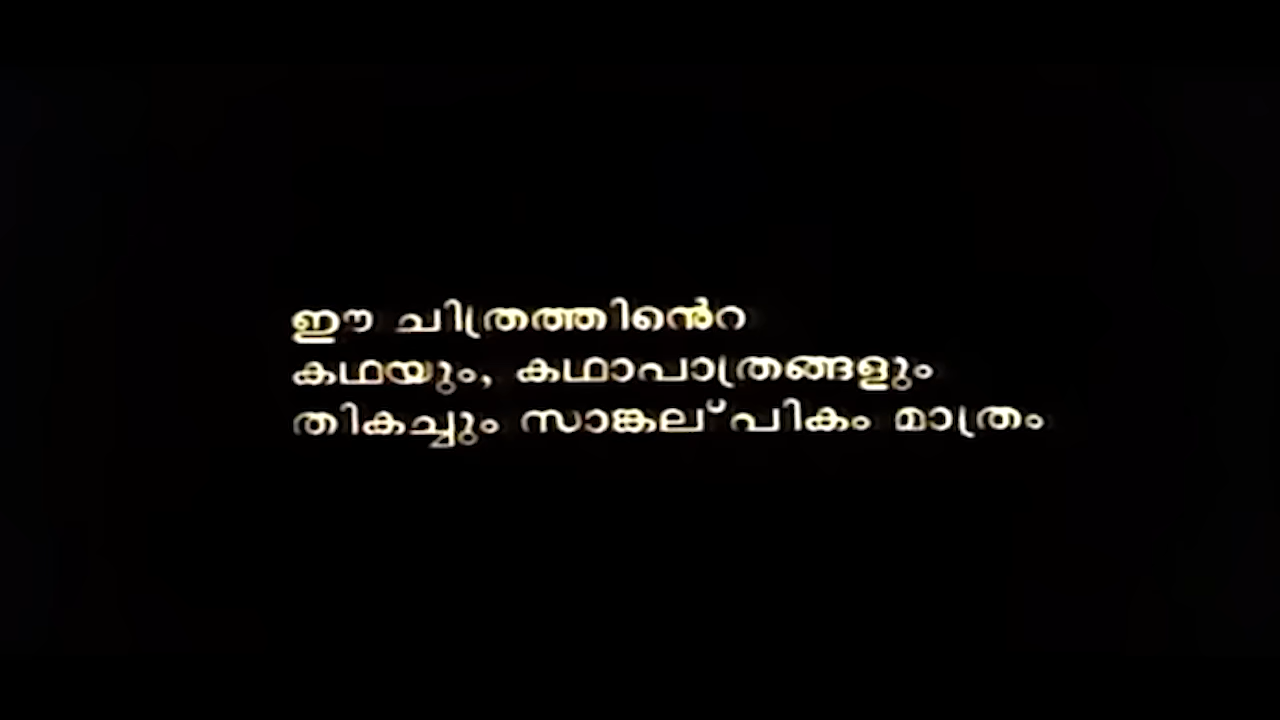 ഈ ചിത്രത്തിൻെറ
കഥയും, കഥാപാത്രങ്ങളും
തികച്ചും സാങ്കല്പികം മാത്രം